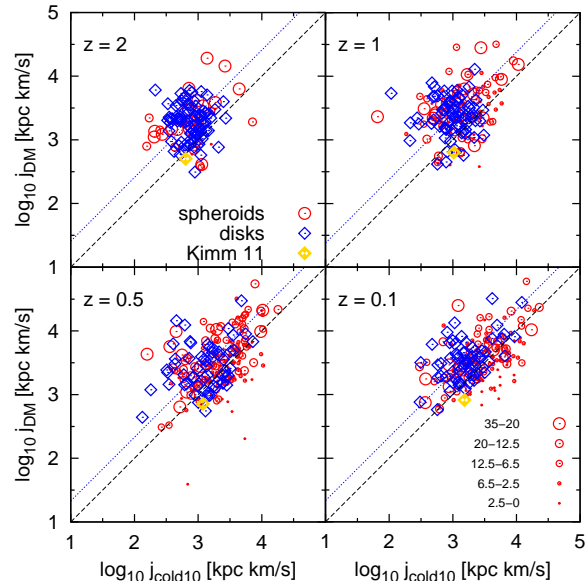 5
4
3
2
1
log10 jDM [kpc km/s]
z = 2
spheroids
disks
Kimm 11
z = 1
5
4
3
2
1
log10 jDM [kpc km/s]
z = 0.5
z = 0.1
35−20
20−12.5
12.5−6.5
6.5−2.5
2.5−0
1 2 3 4 1 2 3 4 5
log10 jcold10 [kpc km/s] log10 jcold10 [kpc km/s]